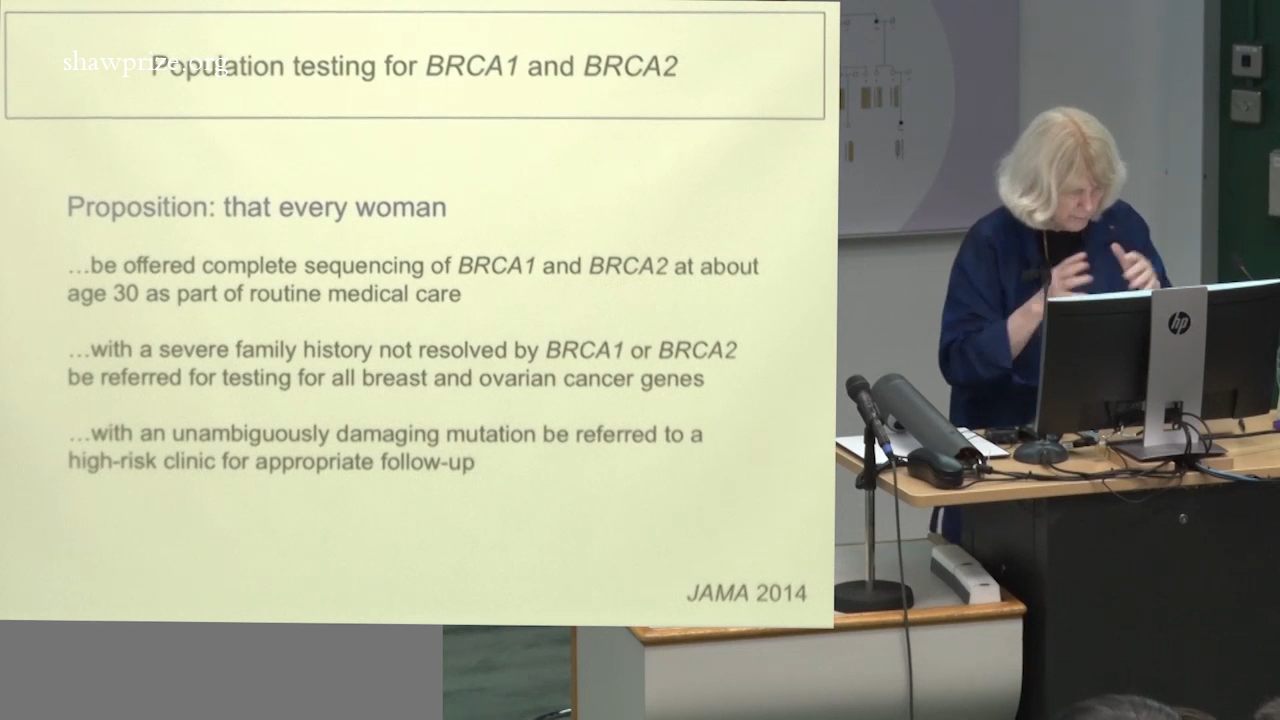 shawprize.org
Population testing for BRCA1 and BRCA2
Proposition: that every woman
…be offered complete sequencing of BRCA1 and BRCA2 at about
age 30 as part of routine medical care
…with a severe family history not resolved by BRCA1 or BRCA2
be referred for testing for all breast and ovarian cancer genes
…with an unambiguously damaging mutation be referred to a
high-risk clinic for appropriate follow-up
JAMA 2014
hp